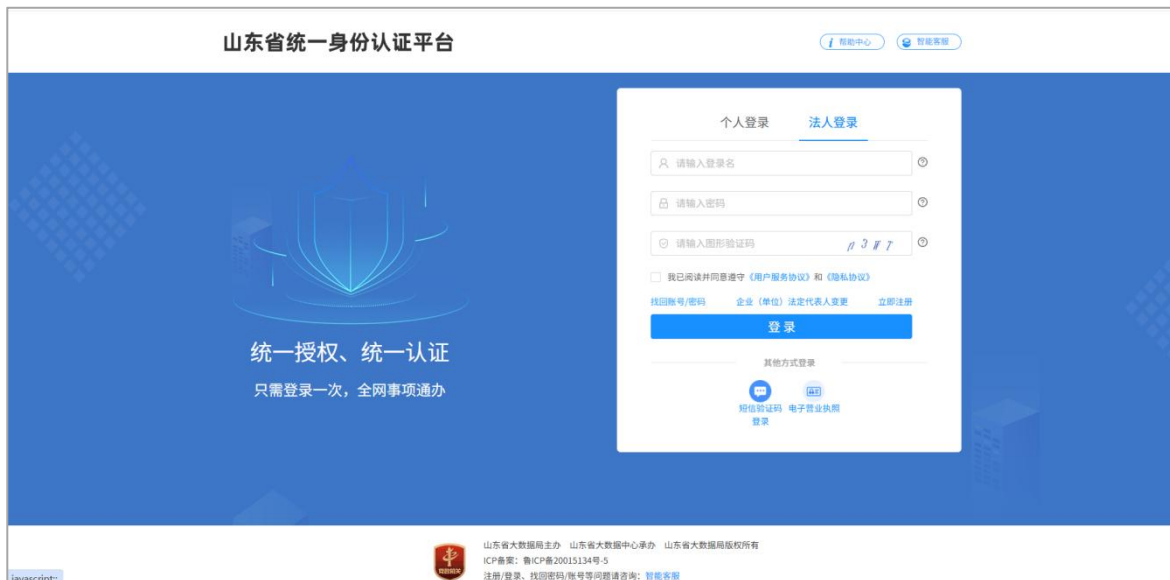 山东省统一身份认证平台
帮助中心 智能客服
个人登录 法人登录
请输入登录名
请输入密码
请输入图形验证码 n 3 W T
我已阅读并同意遵守《用户服务协议》和《隐私协议》
找回账号/密码 企业（单位）法定代表人变更 立即注册
登 录
其他方式登录
短信验证码登录 电子营业执照
统一授权、统一认证
只需登录一次，全网事项通办
山东省大数据局主办 山东省大数据中心承办 山东省大数据局版权所有
ICP备案：鲁ICP备20015134号-5
注册/登录、找回密码/账号等问题请咨询：智能客服
党政机关
javascript:;